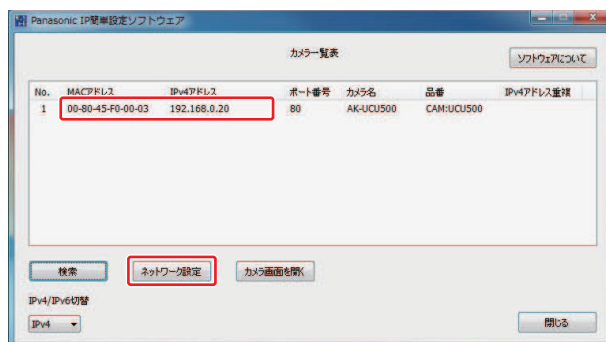 Panasonic IP簡単設定ソフトウェア
カメラ一覧表
ソフトウェアについて
No. MACアドレス IPv4アドレス ポート番号 カメラ名 品番 IPv4アドレス重複
1 00-80-45-F0-00-03 192.168.0.20 80 AK-UCU500 CAM:UCU500
検索 ネットワーク設定 カメラ画面を開く
IPv4/IPv6切替
IPv4 閉じる